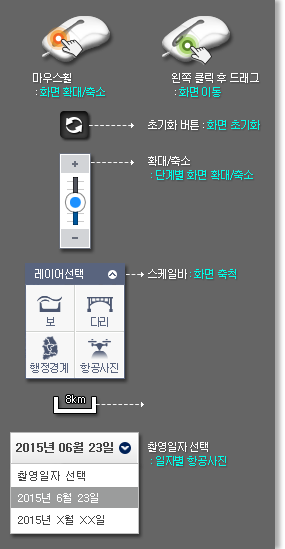 마우스휠
: 화면 확대/축소
왼쪽 클릭 후 드래그
: 화면 이동
초기화 버튼 : 화면 초기화
확대/축소
: 단계별 화면 확대/축소
+
−
레이어선택
스케일바 : 화면 축척
보
다리
행정경계
항공사진
8km
2015년 06월 23일
촬영일자 선택
: 일자별 항공사진
촬영일자 선택
2015년 6월 23일
2015년 X월 XX일